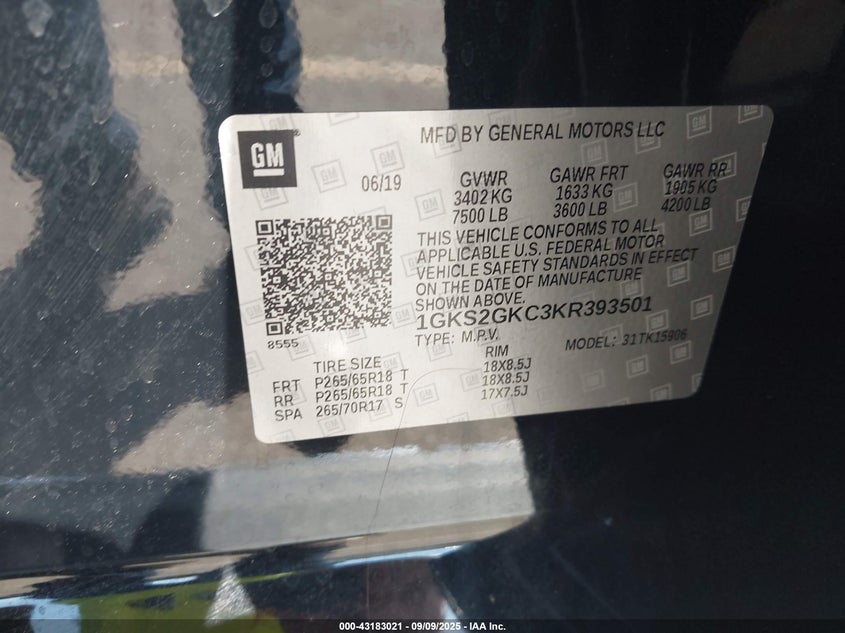 GM
MFD BY GENERAL MOTORS LLC
06/19
GVWR GAWR FRT GAWR RR
3402 KG 1633 KG 1905 KG
7500 LB 3600 LB 4200 LB
THIS VEHICLE CONFORMS TO ALL
APPLICABLE U.S. FEDERAL MOTOR
VEHICLE SAFETY STANDARDS IN EFFECT
ON THE DATE OF MANUFACTURE
SHOWN ABOVE.
1GKS2GKC3KR393501
8555
TYPE: M.P.V. MODEL: 31TK15906
TIRE SIZE RIM
FRT P265/65R18 T 18X8.5J
RR P265/65R18 T 18X8.5J
SPA 265/70R17 S 17X7.5J
000-43183021 - 09/09/2025 - IAA Inc.